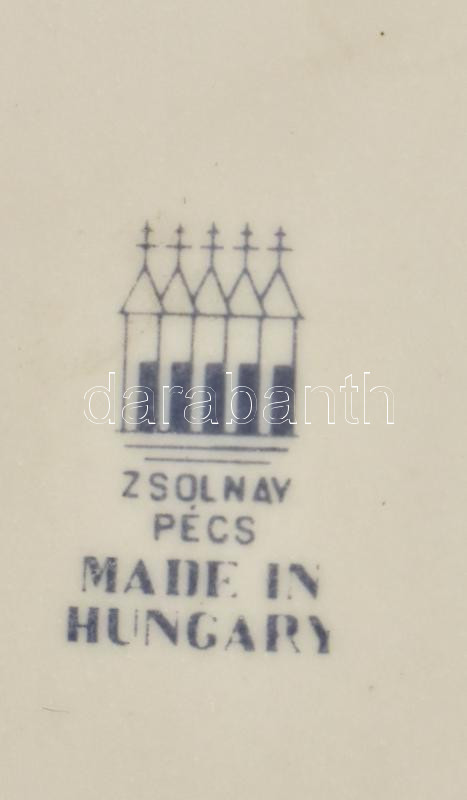 darabanth
ZSOLNAY
PÉCS
MADE IN
HUNGARY